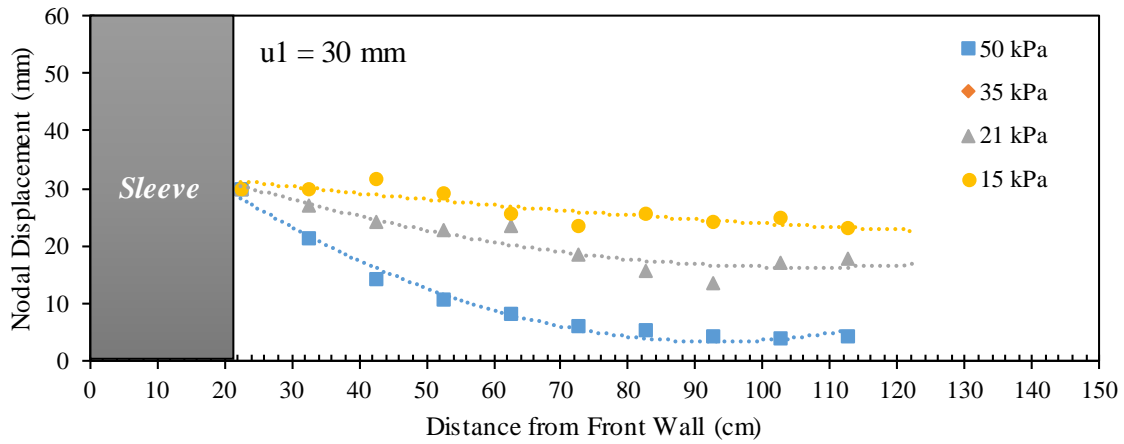 60
50
40
30
20
10
0
Nodal Displacement (mm)
Sleeve
u1 = 30 mm
50 kPa
35 kPa
21 kPa
15 kPa
0 10 20 30 40 50 60 70 80 90 100 110 120 130 140 150
Distance from Front Wall (cm)